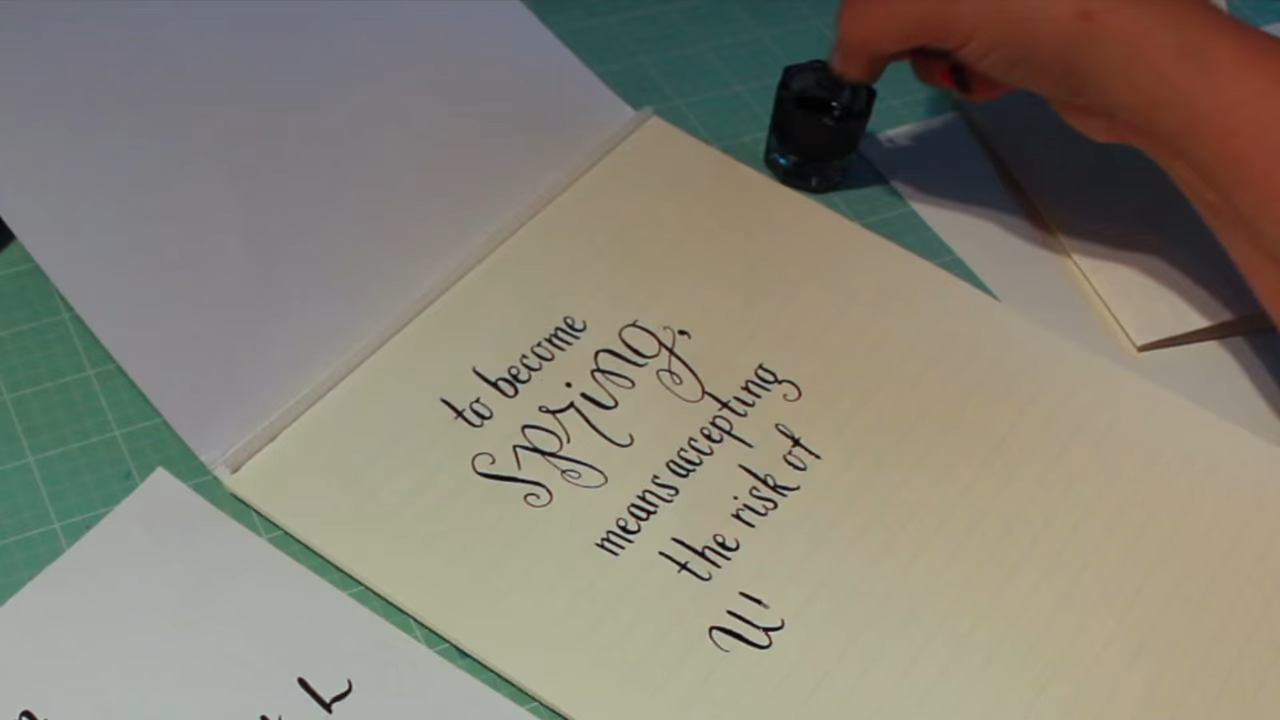 to become
Spring,
means accepting
the risk of